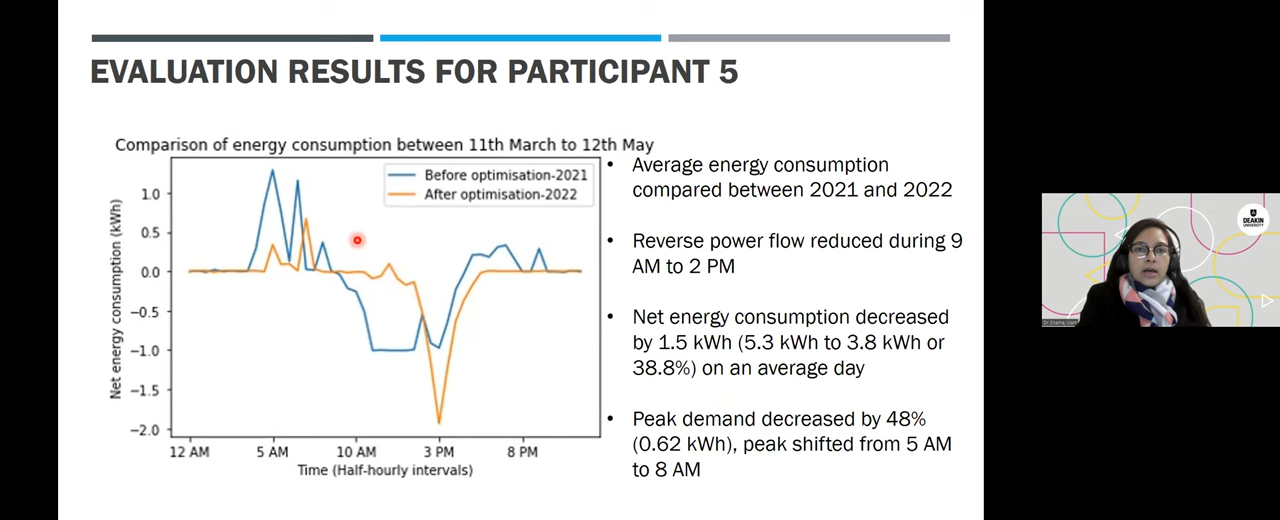 EVALUATION RESULTS FOR PARTICIPANT 5
Comparison of energy consumption between 11th March to 12th May
Before optimisation-2021
After optimisation-2022
Net energy consumption (kWh)
1.0
0.5
0.0
−0.5
−1.0
−1.5
−2.0
12 AM 5 AM 10 AM 3 PM 8 PM
Time (Half-hourly intervals)
• Average energy consumption
compared between 2021 and 2022
• Reverse power flow reduced during 9
AM to 2 PM
• Net energy consumption decreased
by 1.5 kWh (5.3 kWh to 3.8 kWh or
38.8%) on an average day
• Peak demand decreased by 48%
(0.62 kWh), peak shifted from 5 AM
to 8 AM
DEAKIN
UNIVERSITY